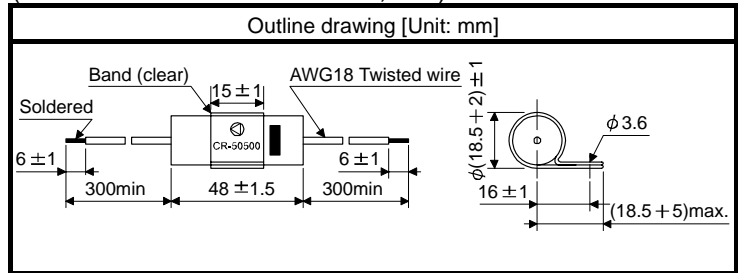 Outline drawing [Unit: mm]
Band (clear)
15±1
AWG18 Twisted wire
Soldered
CR-50500
6±1
6±1
300min
48±1.5
300min
φ(18.5+2)±1
φ3.6
16±1
(18.5+5)max.